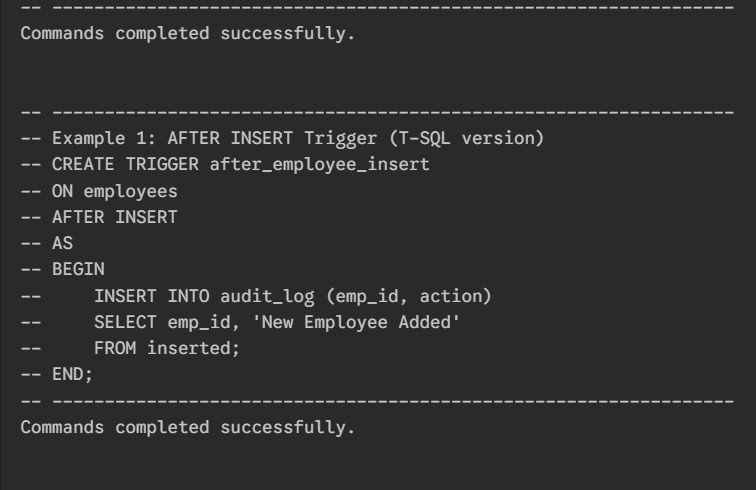 -- -----------------------------------------------------------------
Commands completed successfully.
-- -----------------------------------------------------------------
-- Example 1: AFTER INSERT Trigger (T-SQL version)
-- CREATE TRIGGER after_employee_insert
-- ON employees
-- AFTER INSERT
-- AS
-- BEGIN
--     INSERT INTO audit_log (emp_id, action)
--     SELECT emp_id, 'New Employee Added'
--     FROM inserted;
-- END;
-- -----------------------------------------------------------------
Commands completed successfully.